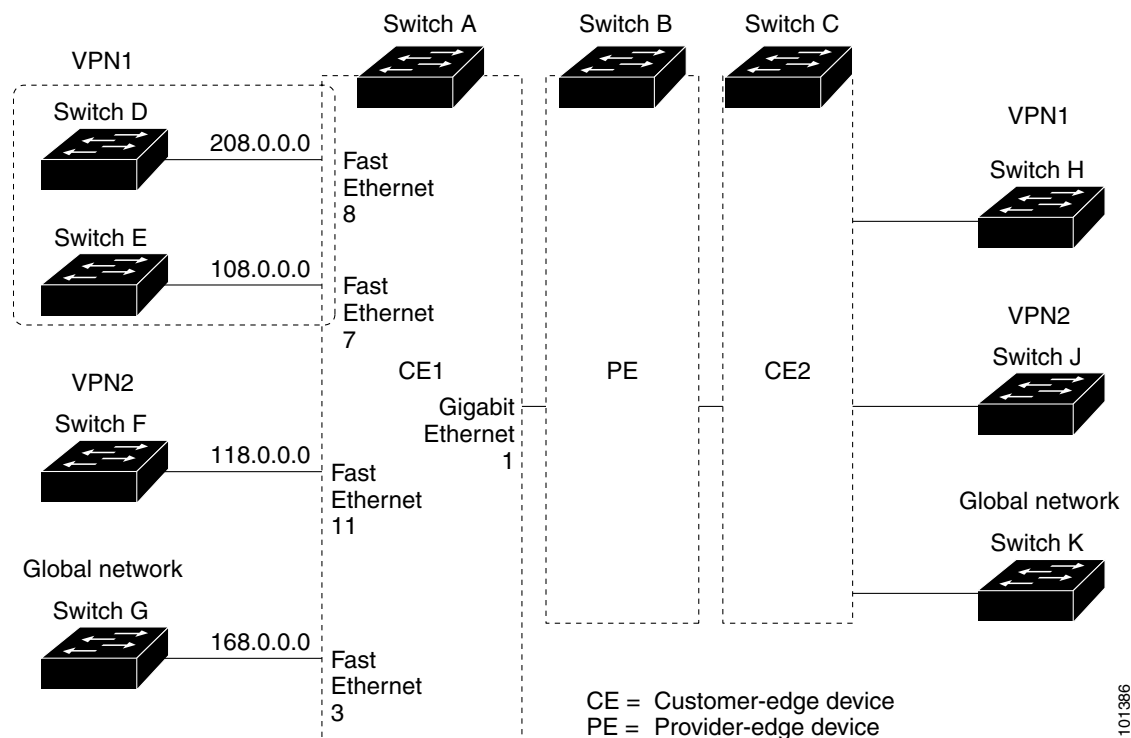 Switch A
Switch B
Switch C
VPN1
Switch D
208.0.0.0
Fast
Ethernet
8
Switch E
108.0.0.0
Fast
Ethernet
7
VPN2
Switch F
118.0.0.0
Fast
Ethernet
11
Global network
Switch G
168.0.0.0
Fast
Ethernet
3
CE1
Gigabit
Ethernet
1
PE
CE2
VPN1
Switch H
VPN2
Switch J
Global network
Switch K
CE = Customer-edge device
PE = Provider-edge device
101386